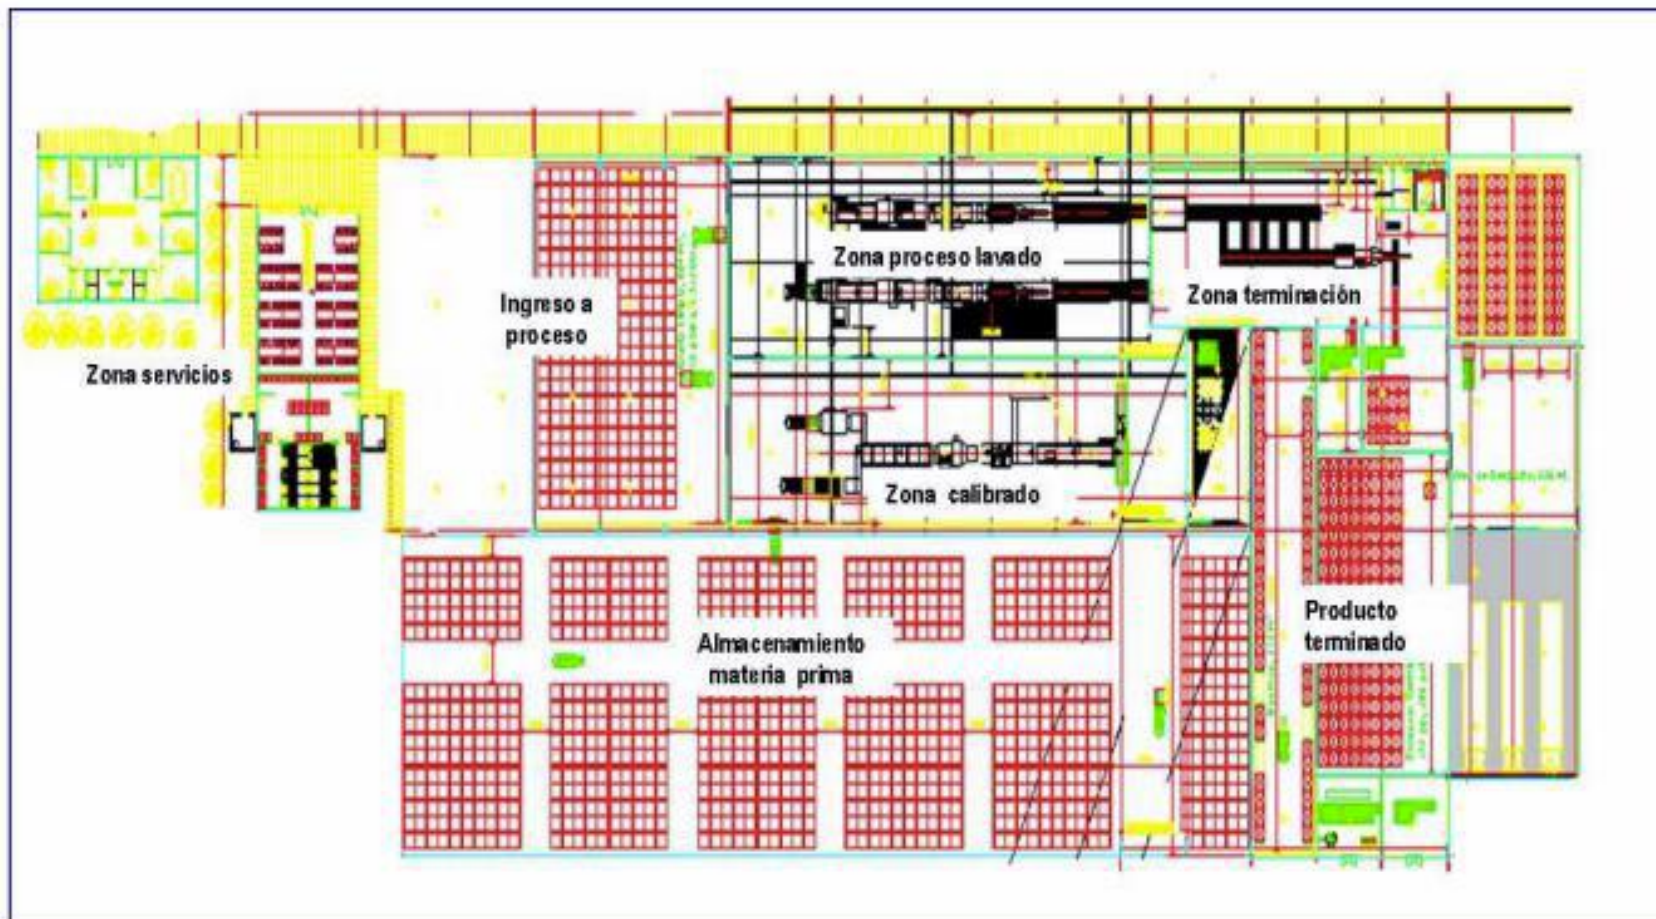 Zona proceso lavado
Zona terminación
Ingreso a
proceso
Zona servicios
Zona calibrado
Almacenamiento
materia prima
Producto
terminado